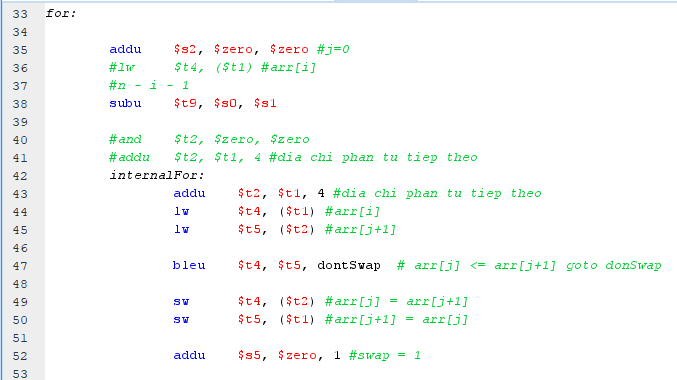 33 for:
34
35 addu $s2, $zero, $zero #j=0
36 #lw $t4, ($t1) #arr[i]
37 #n - i - 1
38 subu $t9, $s0, $s1
39
40 #and $t2, $zero, $zero
41 #addu $t2, $t1, 4 #dia chi phan tu tiep theo
42 internalFor:
43 addu $t2, $t1, 4 #dia chi phan tu tiep theo
44 lw $t4, ($t1) #arr[i]
45 lw $t5, ($t2) #arr[j+1]
46
47 bleu $t4, $t5, dontSwap # arr[j] <= arr[j+1] goto donSwap
48
49 sw $t4, ($t2) #arr[j] = arr[j+1]
50 sw $t5, ($t1) #arr[j+1] = arr[j]
51
52 addu $s5, $zero, 1 #swap = 1
53